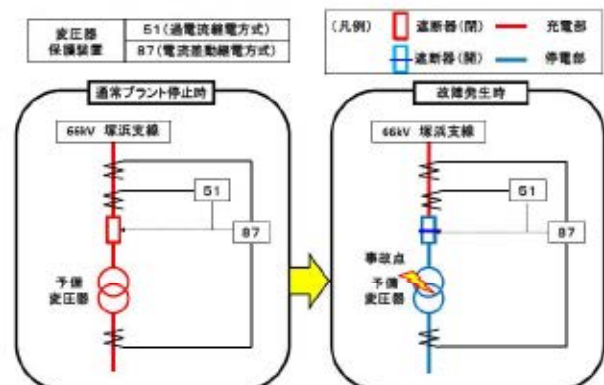 変圧器
保護装置
51(過電流継電方式)
87(電流差動継電方式)
(凡例)
遮断器(閉)
充電部
遮断器(開)
停電部
通常プラント停止時
66kV 塚浜支線
51
87
予備
変圧器
故障発生時
66kV 塚浜支線
51
87
事故点
予備
変圧器